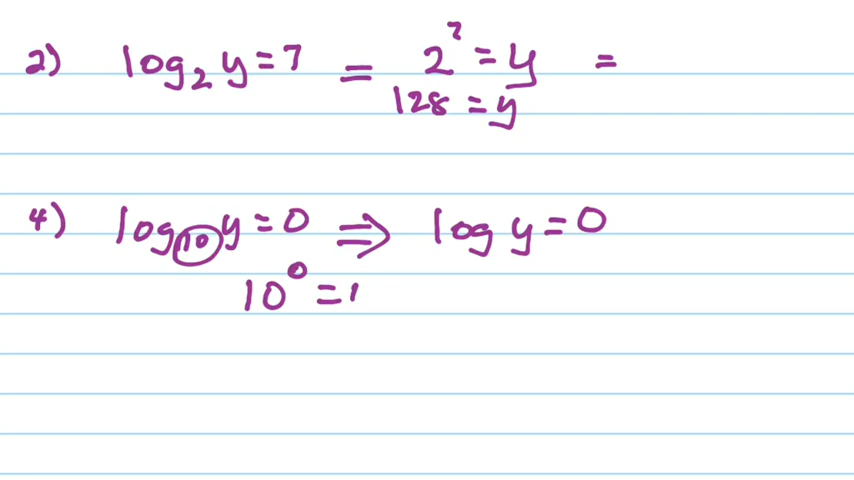 2) log₂ y = 7 = 2⁷ = y =
128 = y
4) log₁₀ y = 0 ⇒ log y = 0
10⁰ = 1